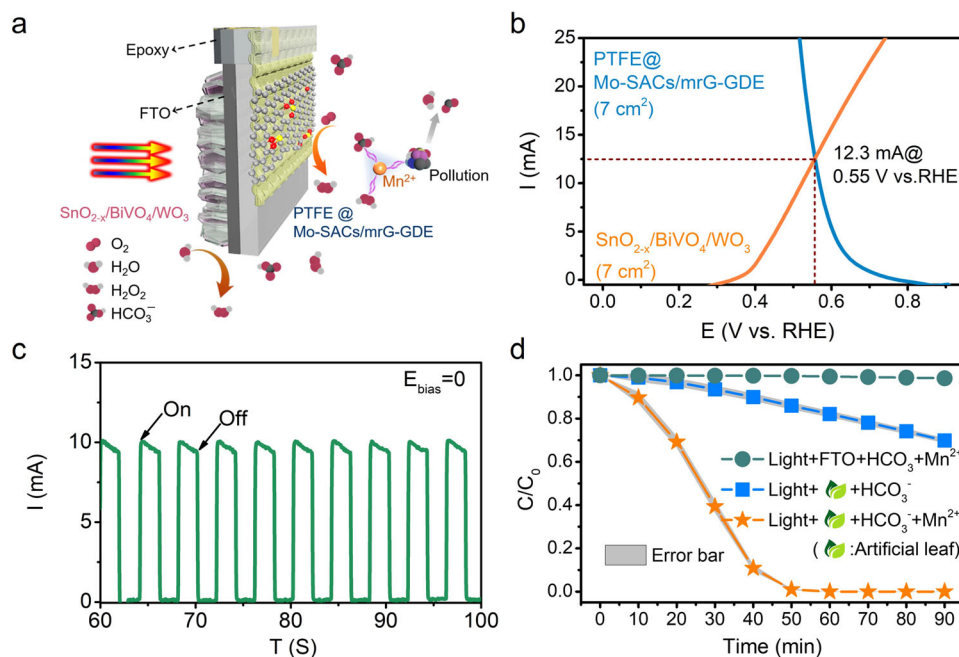 a
Epoxy
FTO
Mn²⁺
Pollution
SnO₂₋ₓ/BiVO₄/WO₃
PTFE @
Mo-SACs/mrG-GDE
O₂
H₂O
H₂O₂
HCO₃⁻
b
I (mA)
25
20
15
10
5
0
PTFE@
Mo-SACs/mrG-GDE
(7 cm²)
12.3 mA@
0.55 V vs.RHE
SnO₂₋ₓ/BiVO₄/WO₃
(7 cm²)
0.0 0.2 0.4 0.6 0.8
E (V vs. RHE)
c
I (mA)
15
10
5
0
E bias=0
On
Off
60 65 70 75 80 85 90 95 100
T (S)
d
C/C₀
1.0
0.8
0.6
0.4
0.2
0.0
Light+FTO+HCO₃⁻+Mn²⁺
Light+ +HCO₃⁻
Light+ +HCO₃⁻+Mn²⁺
( :Artificial leaf)
Error bar
0 10 20 30 40 50 60 70 80 90
Time (min)